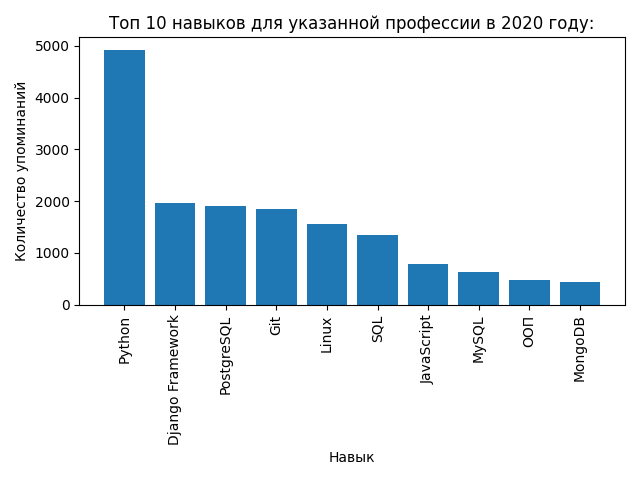 Топ 10 навыков для указанной профессии в 2020 году:
Количество упоминаний
5000
4000
3000
2000
1000
0
Python
Django Framework
PostgreSQL
Git
Linux
SQL
JavaScript
MySQL
ООП
MongoDB
Навык